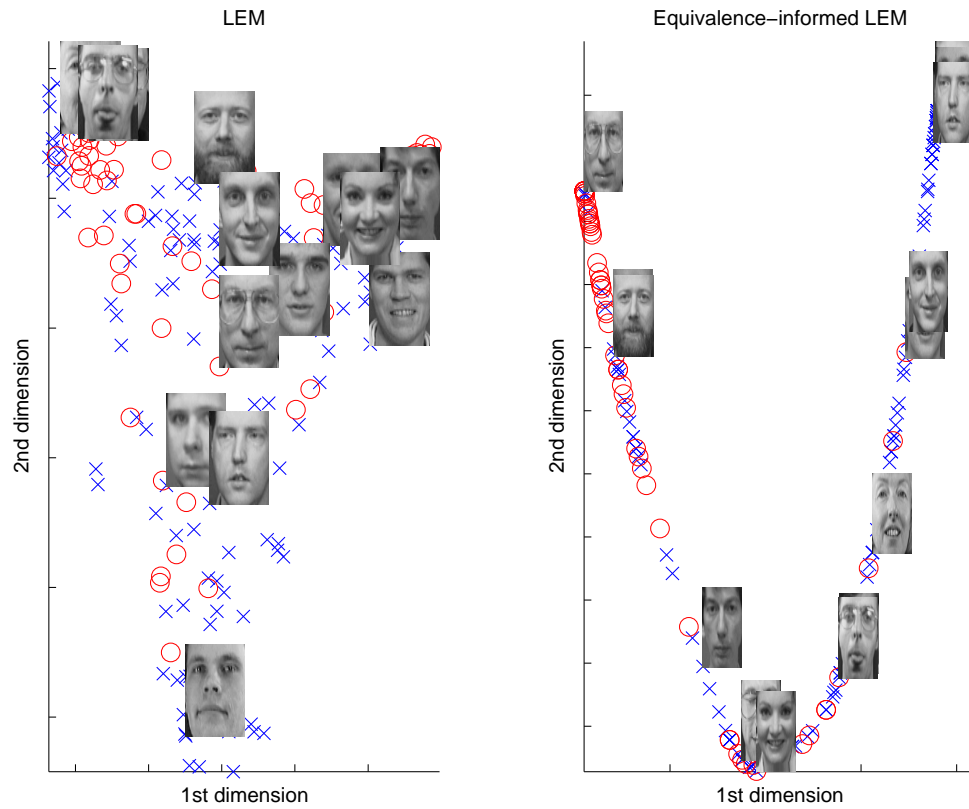 LEM
2nd dimension
1st dimension
Equivalence−informed LEM
2nd dimension
1st dimension